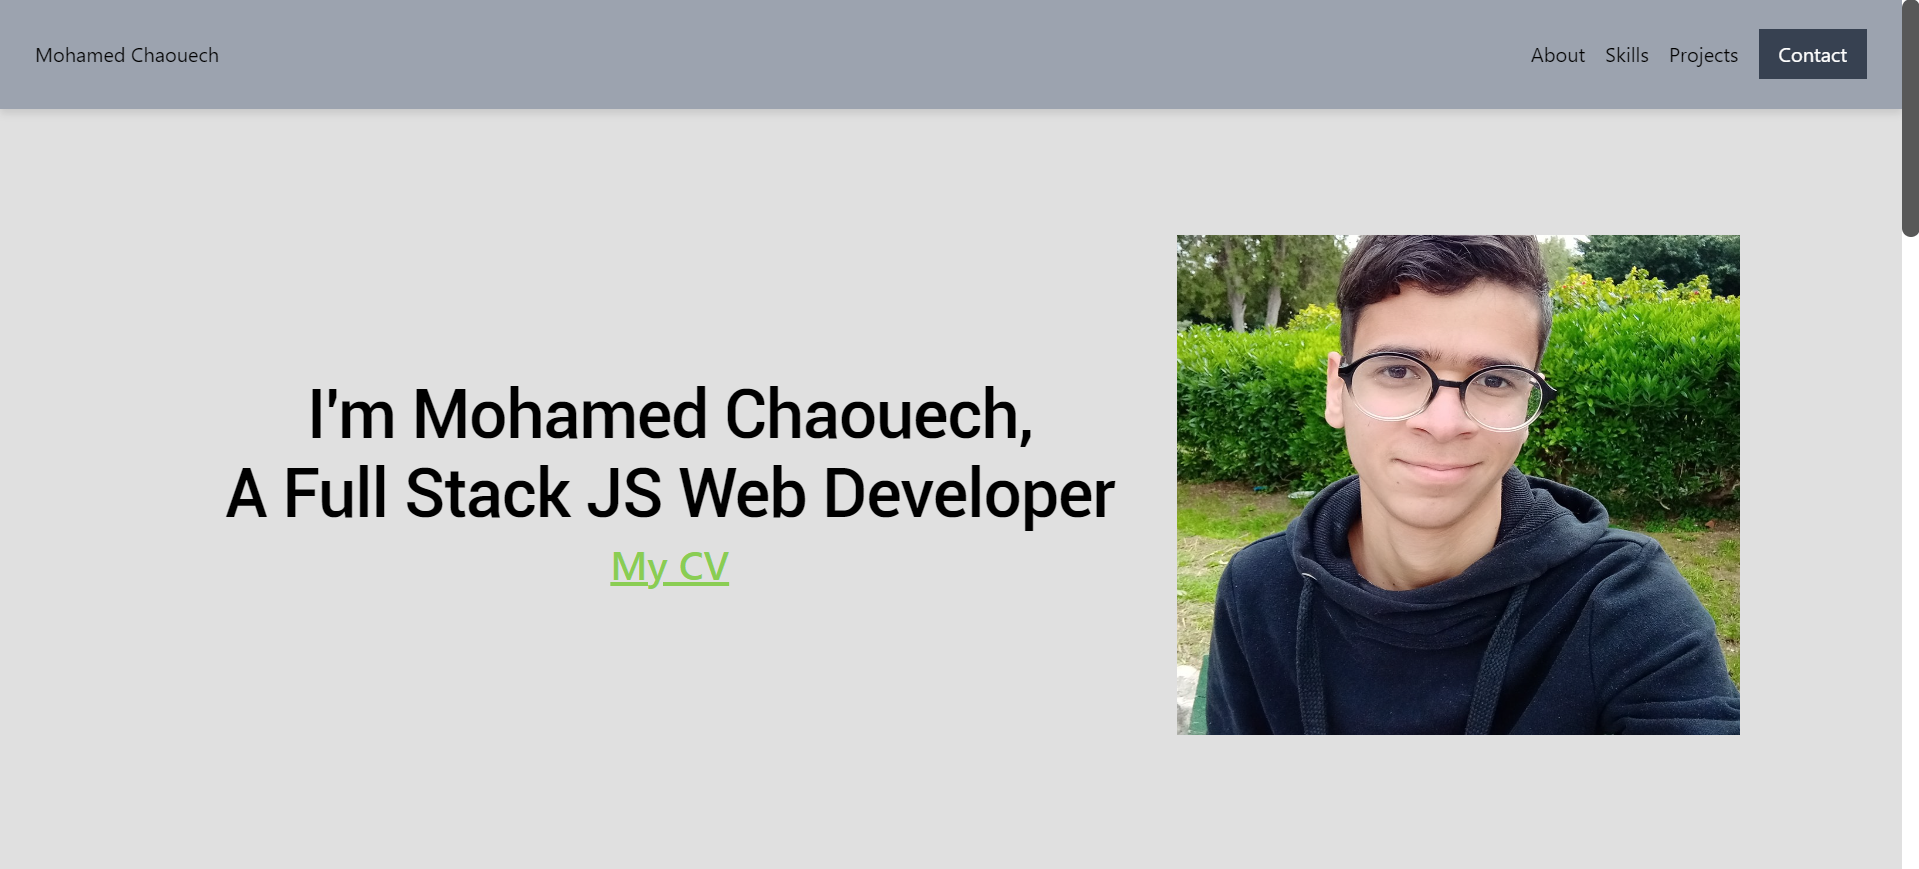 Mohamed Chaouech
About Skills Projects Contact
I'm Mohamed Chaouech,
A Full Stack JS Web Developer
My CV